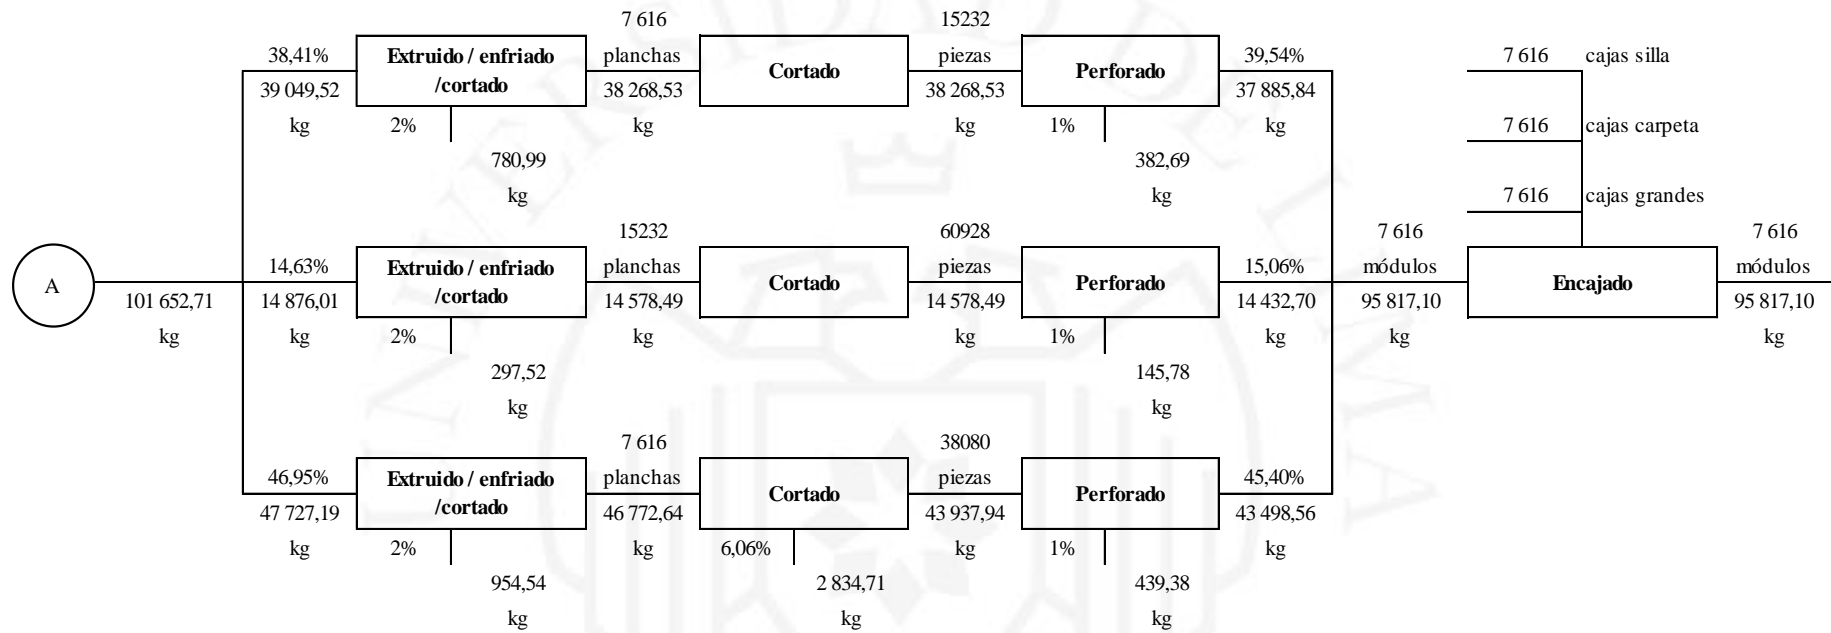 7 616
15232
38,41%
Extruido / enfriado
/cortado
planchas
Cortado
piezas
Perforado
39,54%
7 616
cajas silla
39 049,52
38 268,53
38 268,53
37 885,84
kg
2%
kg
kg
1%
kg
7 616
cajas carpeta
780,99
382,69
kg
kg
7 616
cajas grandes
15232
60928
7 616
7 616
A
14,63%
Extruido / enfriado
/cortado
planchas
Cortado
piezas
Perforado
15,06%
módulos
Encajado
módulos
101 652,71
14 876,01
14 578,49
14 578,49
14 432,70
95 817,10
95 817,10
kg
kg
2%
kg
kg
1%
kg
kg
kg
297,52
145,78
kg
kg
7 616
38080
46,95%
Extruido / enfriado
/cortado
planchas
Cortado
piezas
Perforado
45,40%
47 727,19
46 772,64
43 937,94
43 498,56
kg
2%
kg
6,06%
kg
1%
kg
954,54
2 834,71
439,38
kg
kg
kg
UNIVERSIDAD DE LIMA